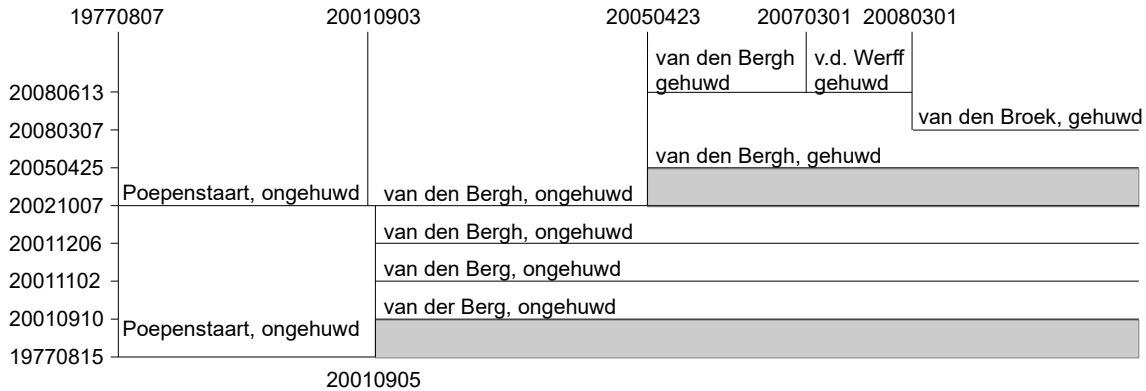 19770807 20010903 20050423 20070301 20080301
van den Bergh v.d. Werff
gehuwd gehuwd
20080613
van den Broek, gehuwd
20080307
van den Bergh, gehuwd
20050425
Poepenstaart, ongehuwd van den Bergh, ongehuwd
20021007
van den Bergh, ongehuwd
20011206
van den Berg, ongehuwd
20011102
van der Berg, ongehuwd
20010910
Poepenstaart, ongehuwd
19770815
20010905